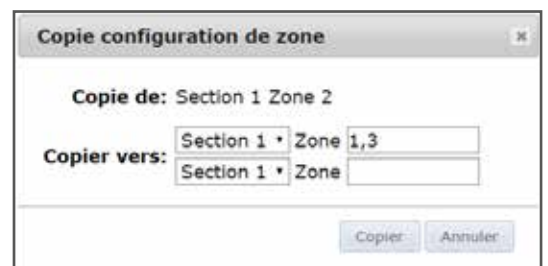 Copie configuration de zone
Copie de: Section 1 Zone 2
Copier vers: Section 1 Zone 1,3
Section 1 Zone
Copier Annuler